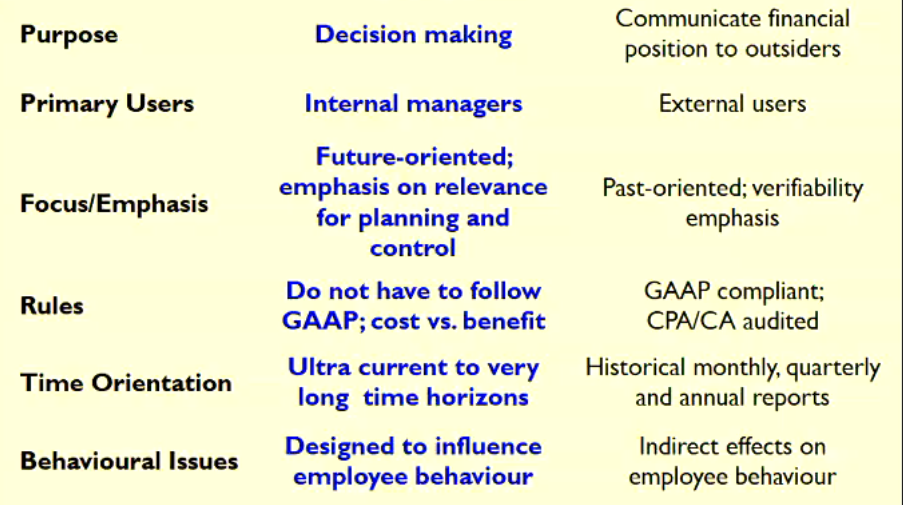 Purpose
Decision making
Communicate financial
position to outsiders
Primary Users
Internal managers
External users
Focus/Emphasis
Future-oriented;
emphasis on relevance
for planning and
control
Past-oriented; verifiability
emphasis
Rules
Do not have to follow
GAAP; cost vs. benefit
GAAP compliant;
CPA/CA audited
Time Orientation
Ultra current to very
long time horizons
Historical monthly, quarterly
and annual reports
Behavioural Issues
Designed to influence
employee behaviour
Indirect effects on
employee behaviour